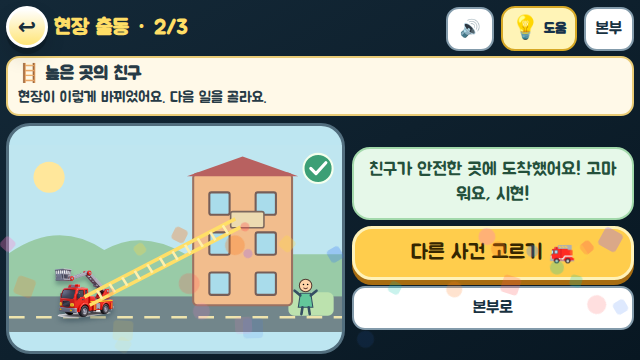 현장 출동 · 2/3
도움
본부
높은 곳의 친구
현장이 이렇게 바뀌었어요. 다음 일을 골라요.
친구가 안전한 곳에 도착했어요! 고마
워요, 시현!
다른 사건 고르기
본부로